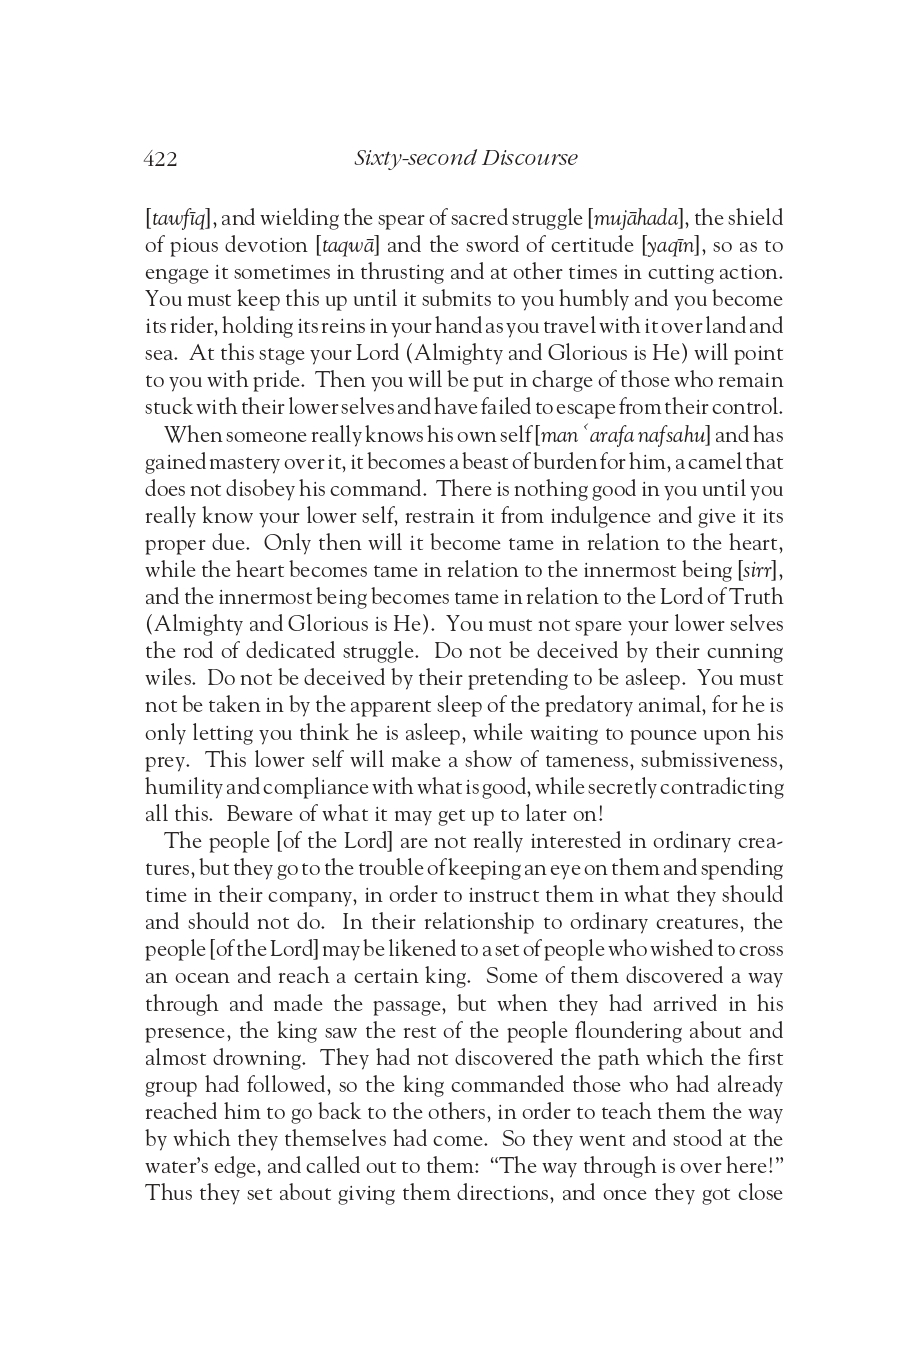 422 Sixty-second Discourse
[tawfīq], and wielding the spear of sacred struggle [mujāhada], the shield
of pious devotion [taqwā] and the sword of certitude [yaqīn], so as to
engage it sometimes in thrusting and at other times in cutting action.
You must keep this up until it submits to you humbly and you become
its rider, holding its reins in your hand as you travel with it over land and
sea. At this stage your Lord (Almighty and Glorious is He) will point
to you with pride. Then you will be put in charge of those who remain
stuck with their lower selves and have failed to escape from their control.
When someone really knows his own self [man ʿarafa nafsahu] and has
gained mastery over it, it becomes a beast of burden for him, a camel that
does not disobey his command. There is nothing good in you until you
really know your lower self, restrain it from indulgence and give it its
proper due. Only then will it become tame in relation to the heart,
while the heart becomes tame in relation to the innermost being [sirr],
and the innermost being becomes tame in relation to the Lord of Truth
(Almighty and Glorious is He). You must not spare your lower selves
the rod of dedicated struggle. Do not be deceived by their cunning
wiles. Do not be deceived by their pretending to be asleep. You must
not be taken in by the apparent sleep of the predatory animal, for he is
only letting you think he is asleep, while waiting to pounce upon his
prey. This lower self will make a show of tameness, submissiveness,
humility and compliance with what is good, while secretly contradicting
all this. Beware of what it may get up to later on!
The people [of the Lord] are not really interested in ordinary crea-
tures, but they go to the trouble of keeping an eye on them and spending
time in their company, in order to instruct them in what they should
and should not do. In their relationship to ordinary creatures, the
people [of the Lord] may be likened to a set of people who wished to cross
an ocean and reach a certain king. Some of them discovered a way
through and made the passage, but when they had arrived in his
presence, the king saw the rest of the people floundering about and
almost drowning. They had not discovered the path which the first
group had followed, so the king commanded those who had already
reached him to go back to the others, in order to teach them the way
by which they themselves had come. So they went and stood at the
water’s edge, and called out to them: “The way through is over here!”
Thus they set about giving them directions, and once they got close